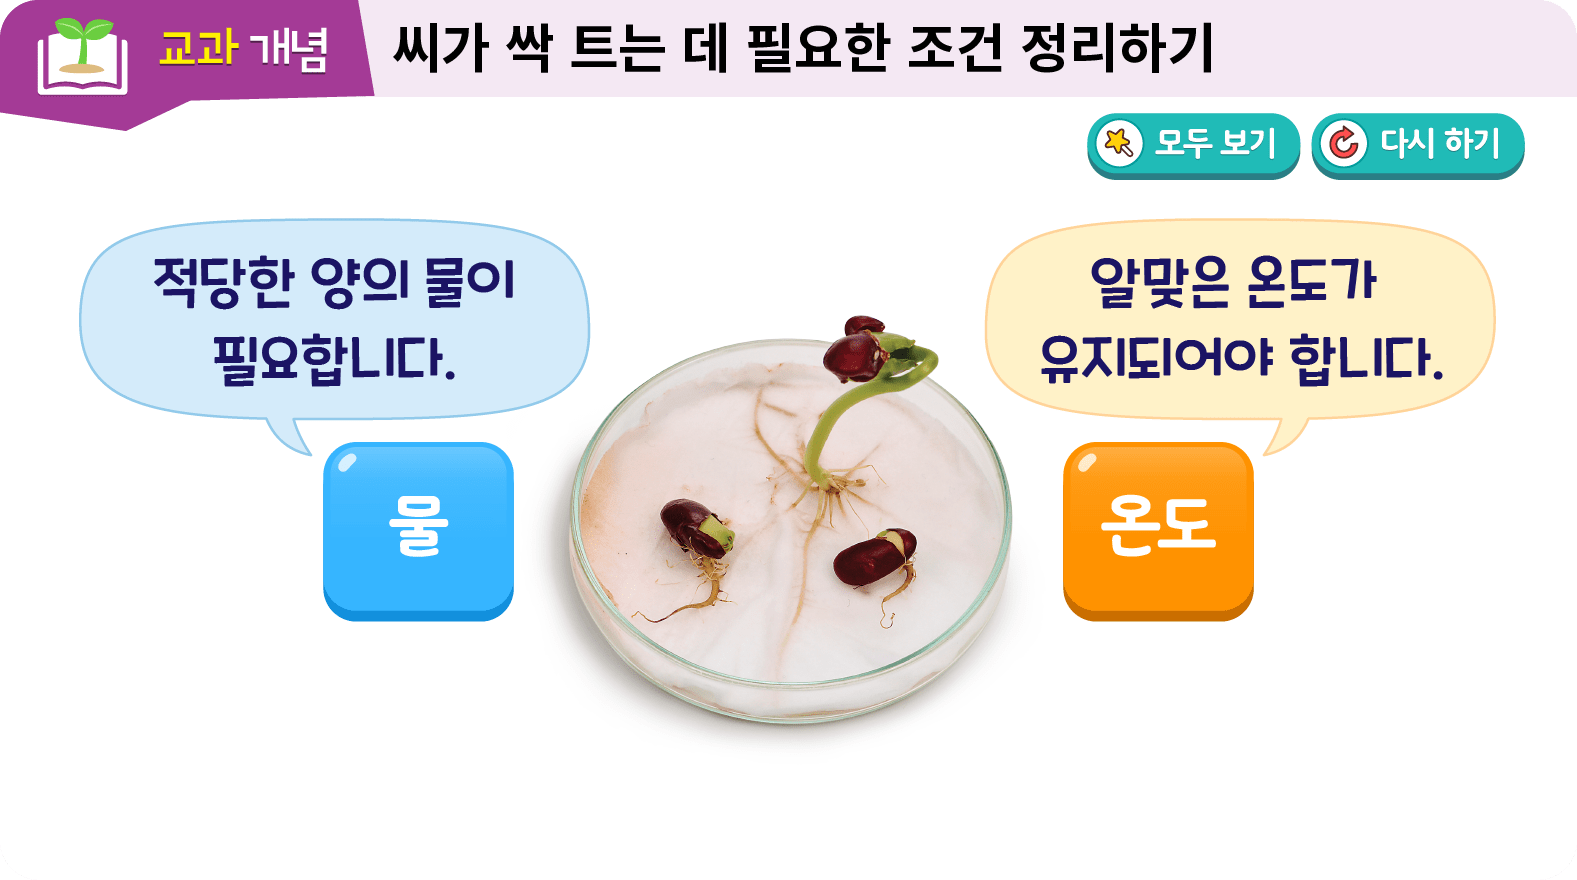 교과 개념
씨가 싹 트는 데 필요한 조건 정리하기
모두 보기
다시 하기
적당한 양의 물이
필요합니다.
알맞은 온도가
유지되어야 합니다.
물
온도